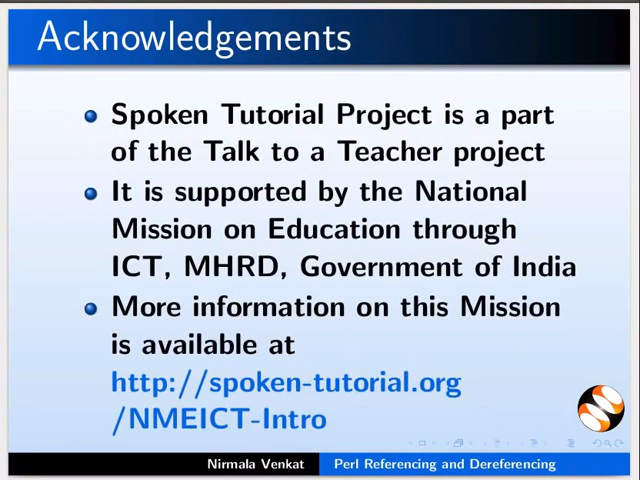 Acknowledgements
Spoken Tutorial Project is a part
of the Talk to a Teacher project
It is supported by the National
Mission on Education through
ICT, MHRD, Government of India
More information on this Mission
is available at
http://spoken-tutorial.org
/NMEICT-Intro
Nirmala Venkat
Perl Referencing and Dereferencing